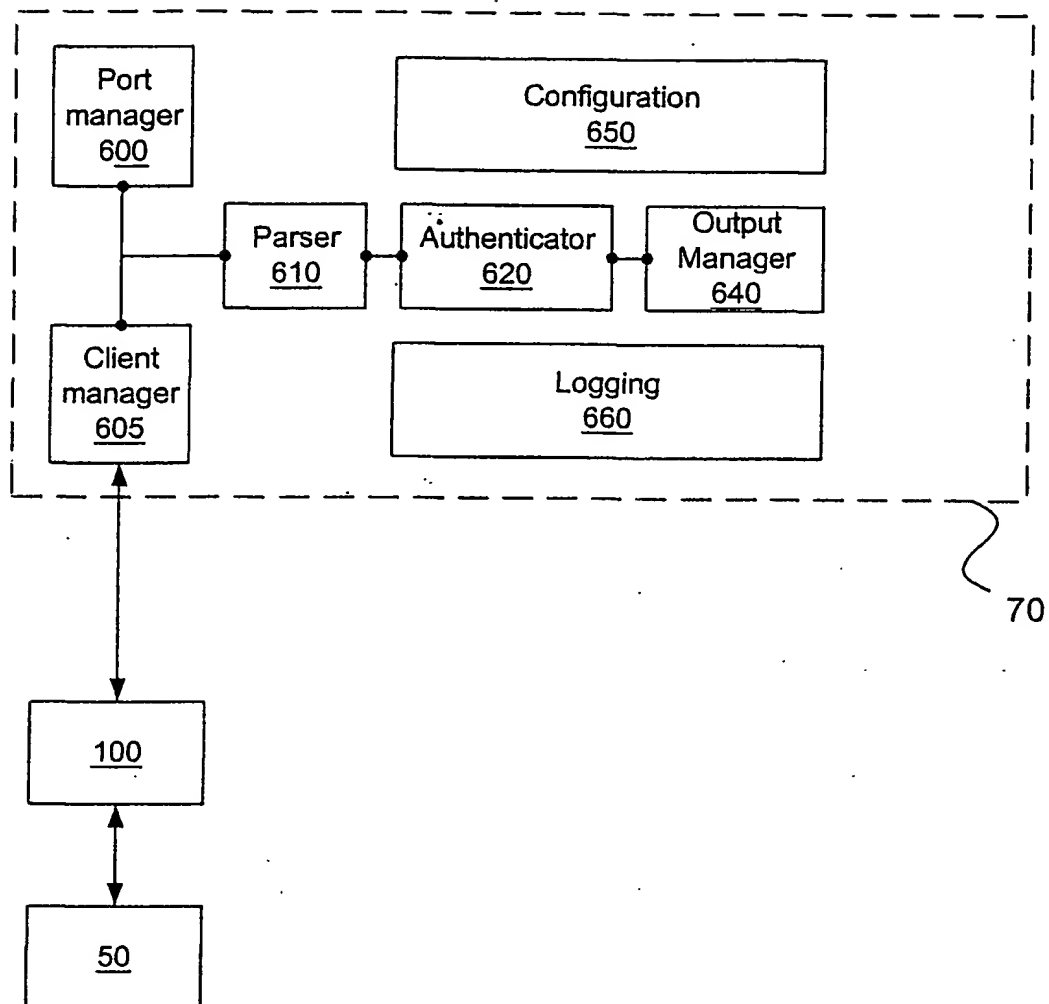 Port
manager
600
Configuration
650
Parser
610
Authenticator
620
Output
Manager
640
Client
manager
605
Logging
660
70
100
50